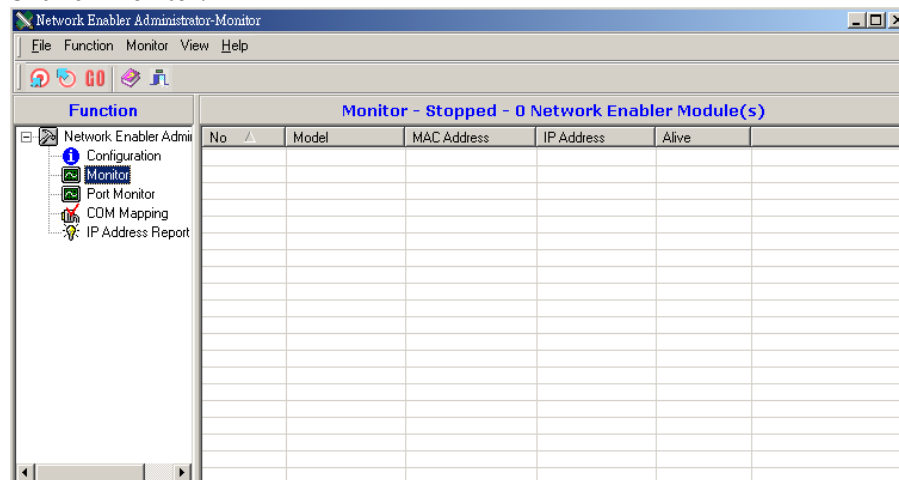 Network Enabler Administrator-Monitor
File Function Monitor View Help
GO
Function
Monitor - Stopped - 0 Network Enabler Module(s)
Network Enabler Admi
No Model MAC Address IP Address Alive
Configuration
Monitor
Port Monitor
COM Mapping
IP Address Report